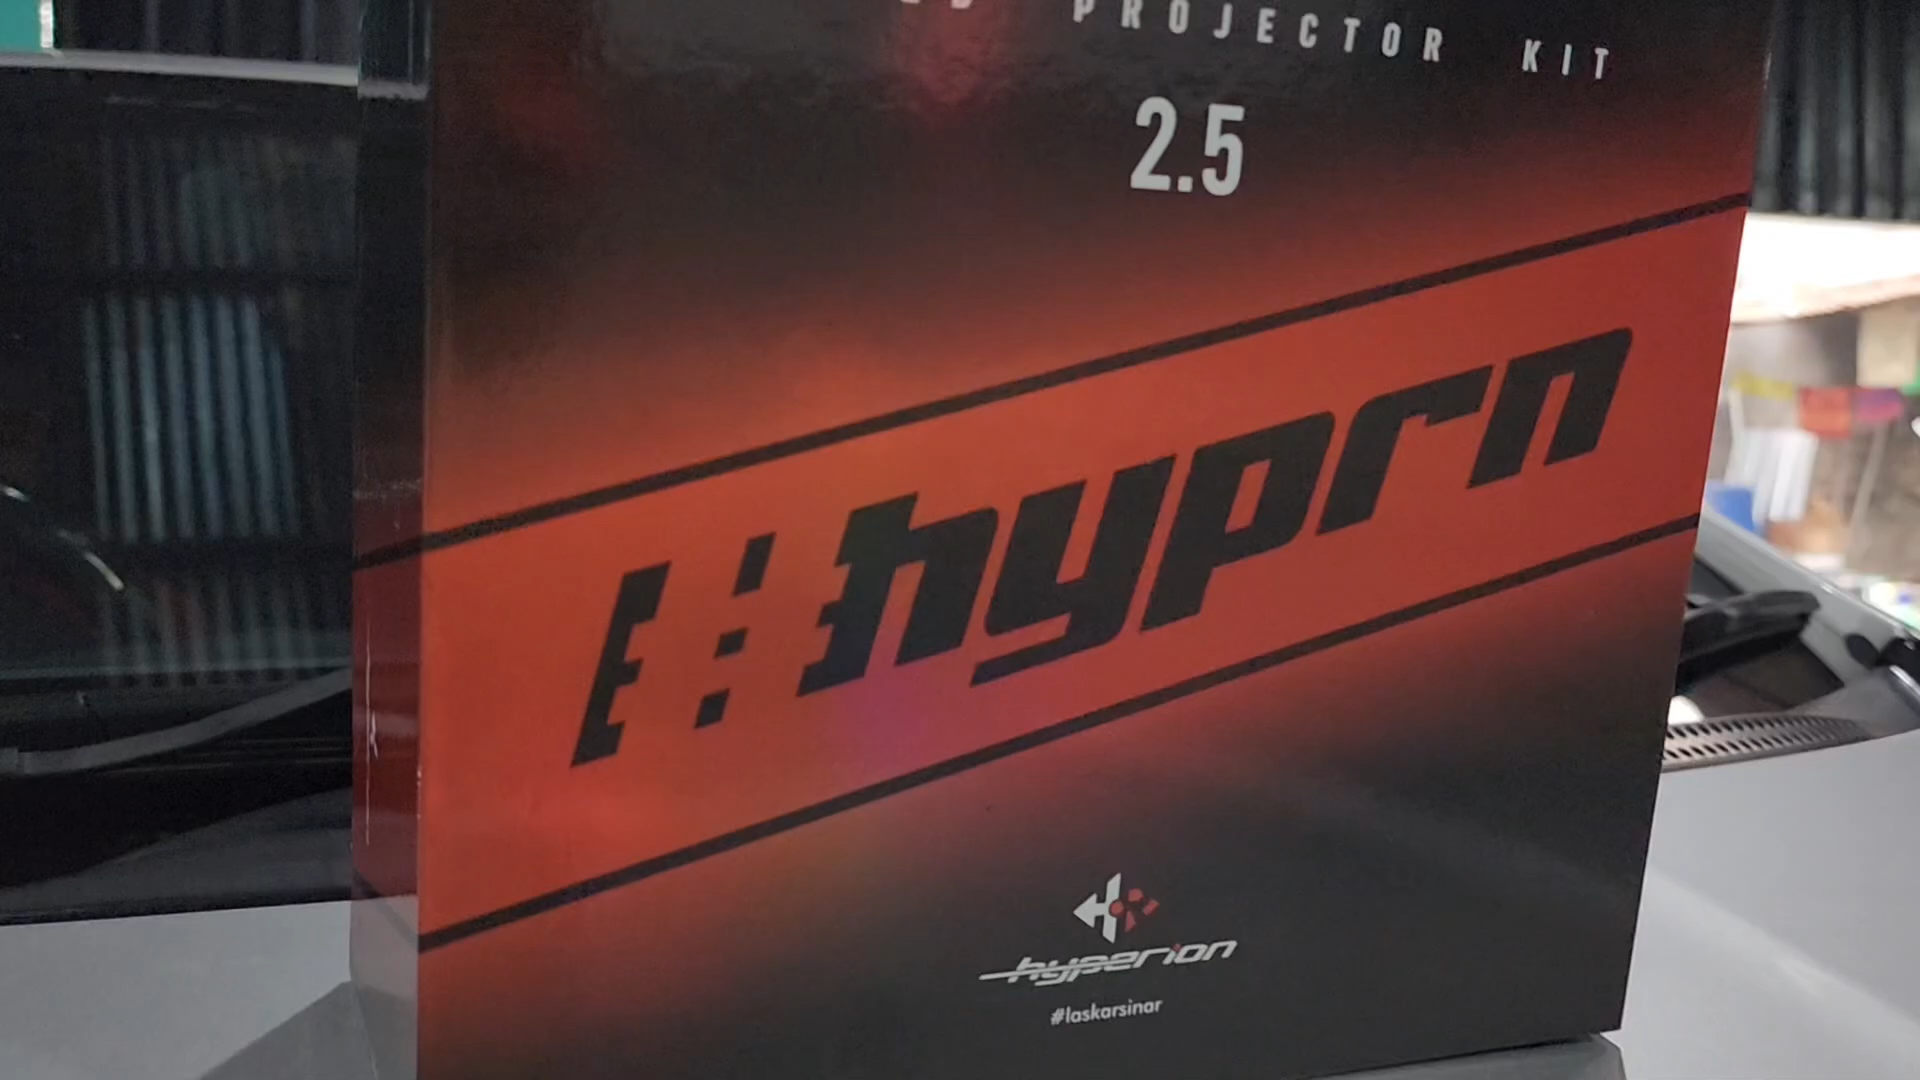 PROJECTOR KIT
2.5
hyprn
hyperion
#laskarsinar